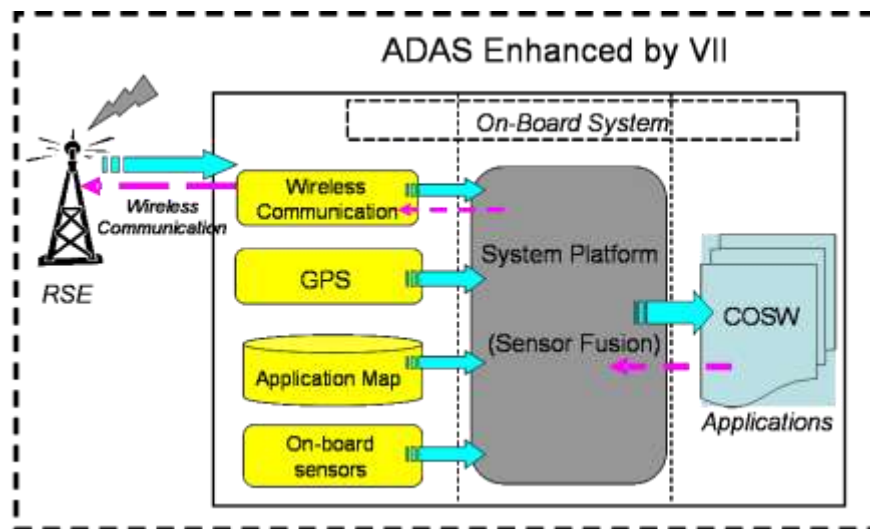 ADAS Enhanced by VII
On-Board System
Wireless
Communication
Wireless
Communication
RSE
GPS
Application Map
On-board
sensors
System Platform
(Sensor Fusion)
COSW
Applications